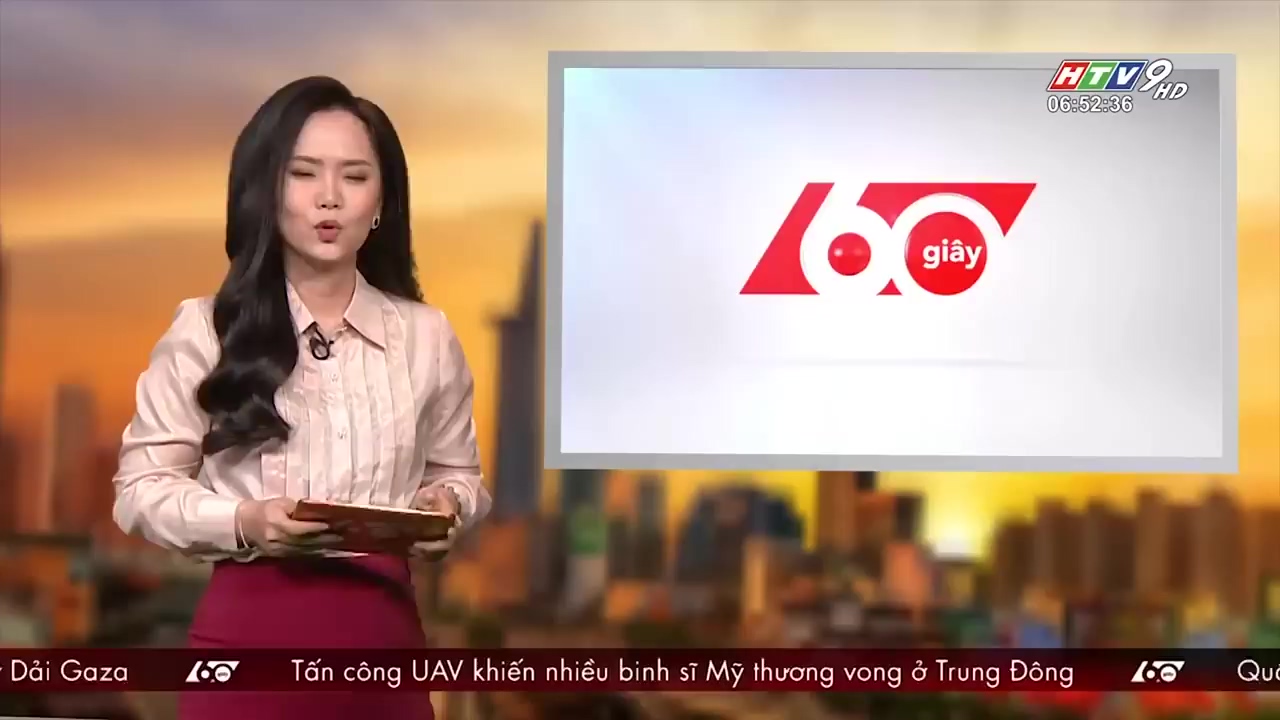 HTV9 HD
06:52:36
60 giây
Dải Gaza
Tấn công UAV khiến nhiều binh sĩ Mỹ thương vong ở Trung Đông